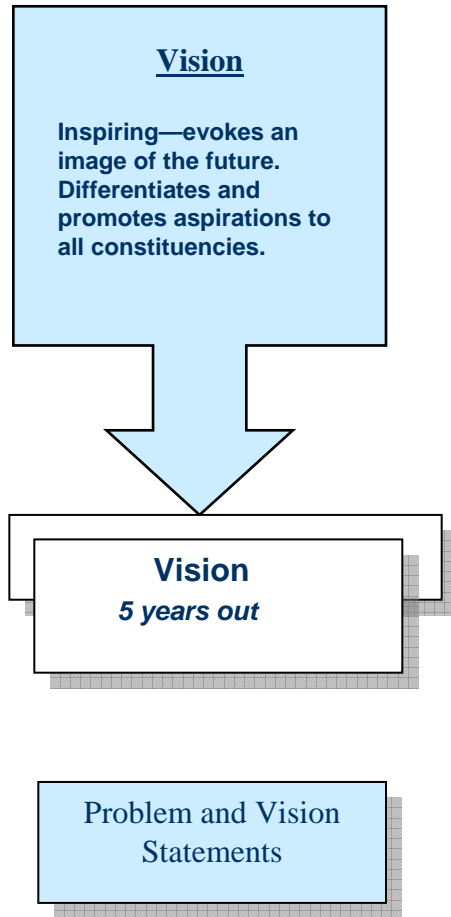 Vision
Inspiring—evokes an
image of the future.
Differentiates and
promotes aspirations to
all constituencies.
Vision
5 years out
Problem and Vision
Statements